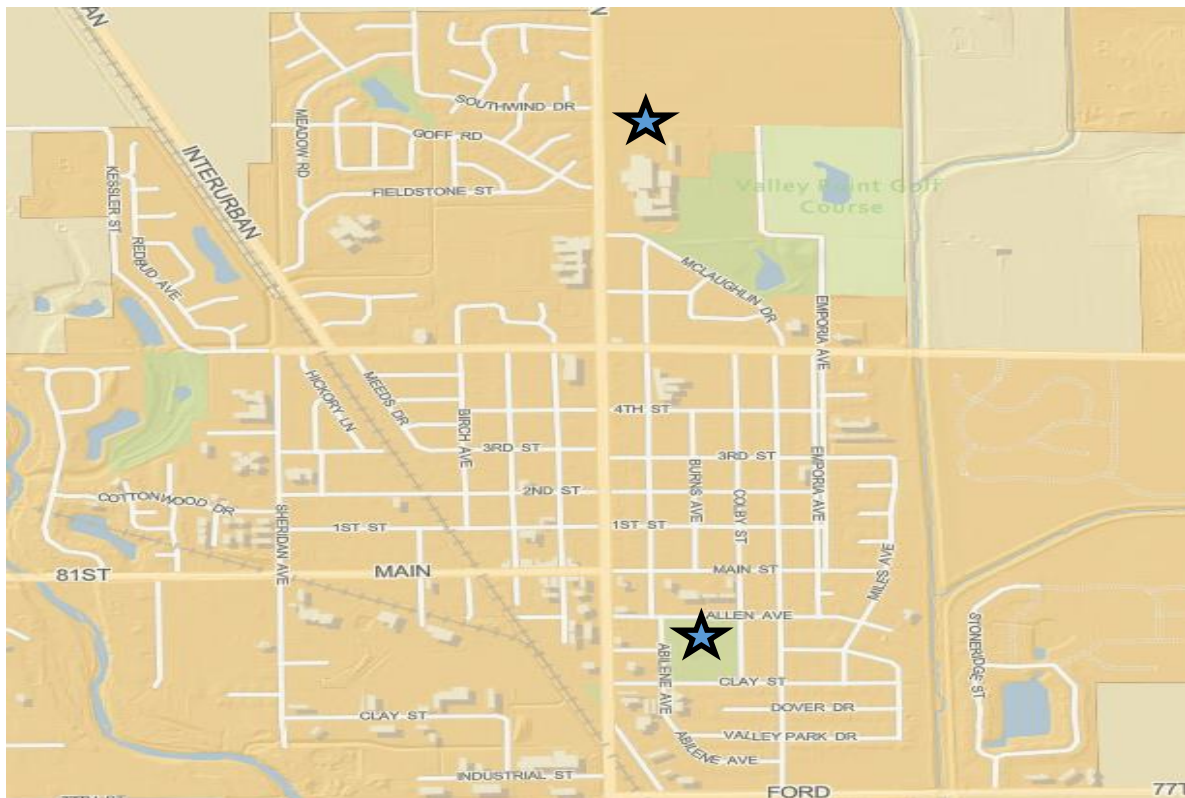 SOUTHWIND DR
MEADOW RD
GOFF RD
INTERURBAN
KESSLER ST
FIELDSTONE ST
Valley Point Golf
Course
REDBUD AVE
MCLAUGHLIN DR
EMPORIA AVE
HICKORY LN
MEEDS DR
BIRCH AVE
4TH ST
3RD ST
3RD ST
BURNS AVE
COLBY ST
EMPORIA AVE
2ND ST
COTTONWOOD DR
SHERIDAN AVE
1ST ST
1ST ST
81ST
MAIN
MAIN ST
MILES AVE
ALLEN AVE
STONERIDGE ST
ABILENE AVE
CLAY ST
CLAY ST
DOVER DR
VALLEY PARK DR
ABILENE AVE
INDUSTRIAL ST
FORD